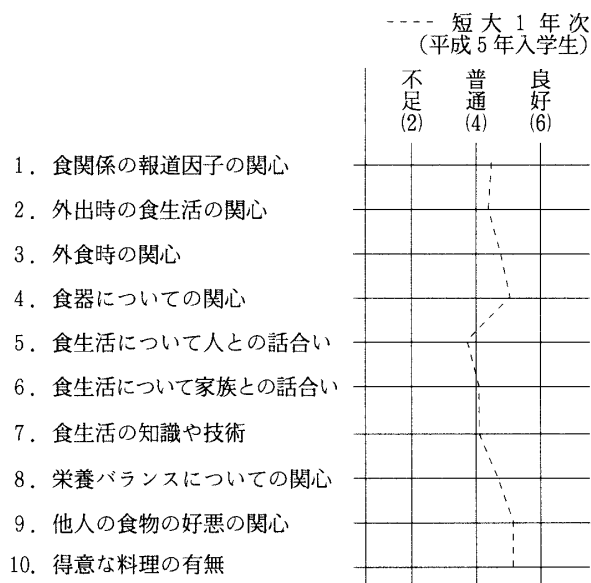 ---- 短大1年次
(平成5年入学生)
不足(2) 普通(4) 良好(6)
1. 食関係の報道因子の関心
2. 外出時の食生活の関心
3. 外食時の関心
4. 食器についての関心
5. 食生活について人との話合い
6. 食生活について家族との話合い
7. 食生活の知識や技術
8. 栄養バランスについての関心
9. 他人の食物の好悪の関心
10. 得意な料理の有無